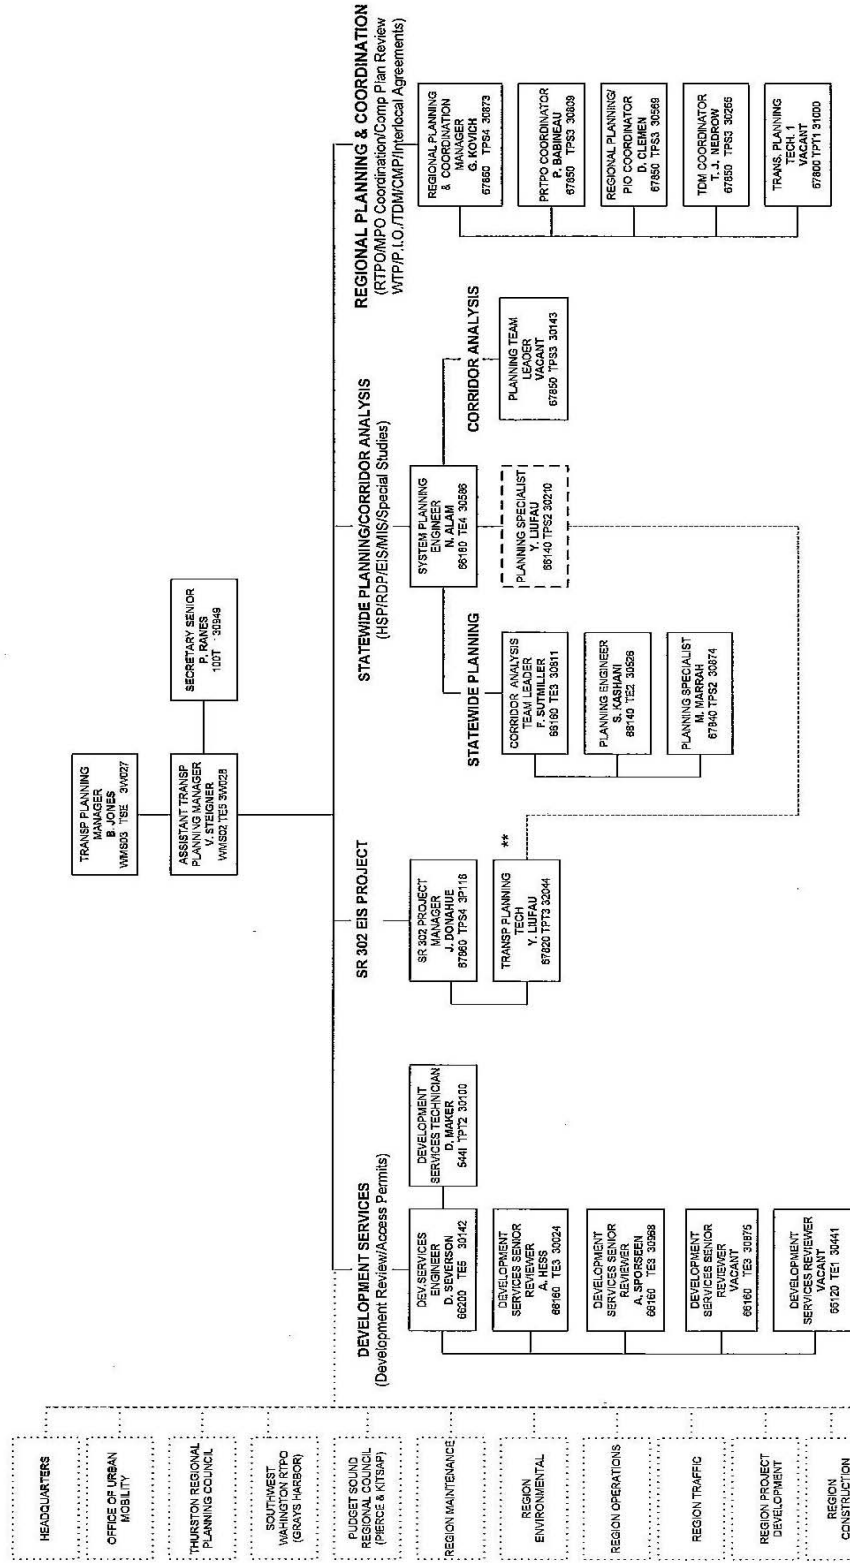 TRANSP PLANNING
MANAGER
B. JONES
WMS03 TSIE 3W027
ASSISTANT TRANSP
PLANNING MANAGER
V. STEIGNER
WMS02 TE5 3W028
SECRETARY SENIOR
P. RANES
100T 30949
HEADQUARTERS
OFFICE OF URBAN
MOBILITY
THURSTON REGIONAL
PLANNING COUNCIL
SOUTHWEST
WAHINGTON RTPO
(GRAYS HARBOR)
PUDGET SOUND
REGIONAL COUNCIL
(PIERCE & KITSAP)
REGION MAINTENANCE
REGION
ENVIRONMENTAL
REGION OPERATIONS
REGION TRAFFIC
REGION PROJECT
DEVELOPMENT
REGION
CONSTRUCTION
DEVELOPMENT SERVICES
(Development Review/Access Permits)
DEV.SERVICES
ENGINEER
D. SEVERSON
66200 TE5 30142
DEVELOPMENT
SERVICES TECHNICIAN
D. MAKER
544I TPT2 30100
DEVELOPMENT
SERVICES SENIOR
REVIEWER
A. HESS
66160 TE3 30024
DEVELOPMENT
SERVICES SENIOR
REVIEWER
A. SPORSEEN
66160 TE3 30968
DEVELOPMENT
SERVICES SENIOR
REVIEWER
VACANT
66160 TE3 30875
DEVELOPMENT
SERVICES REVIEWER
VACANT
66120 TE1 30441
SR 302 EIS PROJECT
SR 302 PROJECT
MANAGER
J. DONAHUE
67860 TPS4 3P118
TRANSP PLANNING
TECH
Y. LIUFAU
67820 TPT3 32044
**
STATEWIDE PLANNING/CORRIDOR ANALYSIS
(HSP/RDP/EIS/MIS/Special Studies)
SYSTEM PLANNING
ENGINEER
N. ALAM
66180 TE4 30586
STATEWIDE PLANNING
CORRIDOR ANALYSIS
TEAM LEADER
F. SUTMILLER
66160 TE3 30811
PLANNING ENGINEER
S. KASHANI
66140 TE2 30526
PLANNING SPECIALIST
M. MARRAH
67840 TPS2 30874
PLANNING SPECIALIST
Y. LIUFAU
66140 TPS2 30210
CORRIDOR ANALYSIS
PLANNING TEAM
LEADER
VACANT
67850 TPS3 30143
REGIONAL PLANNING & COORDINATION
(RTPO/MPO Coordination/Comp Plan Review
WTP/P.I.O./TDM/CMP/Interlocal Agreements)
REGIONAL PLANNING
& COORDINATION
MANAGER
G. KOVICH
67860 TPS4 30873
PRTPO COORDINATOR
P. BABINEAU
67850 TPS3 30809
REGIONAL PLANNING/
PIO COORDINATOR
D. CLEMEN
67850 TPS3 30569
TDM COORDINATOR
T. J. NEDROW
67850 TPS3 30265
TRANS. PLANNING
TECH. 1
VACANT
67800 TPT1 31000